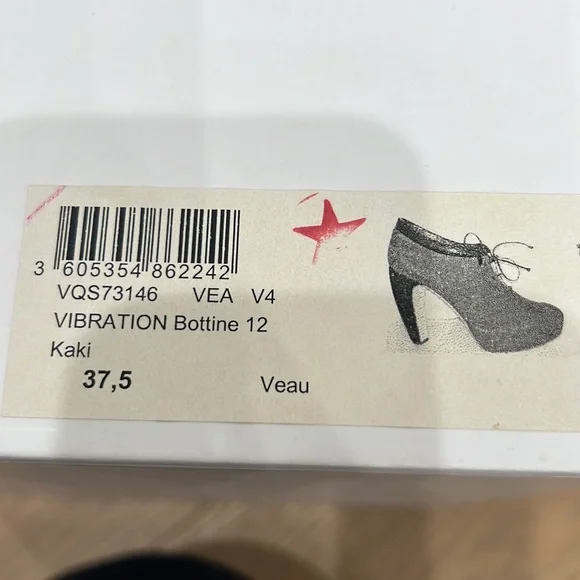 3 605354 862242
VQS73146 VEA V4
VIBRATION Bottine 12
Kaki
37,5 Veau